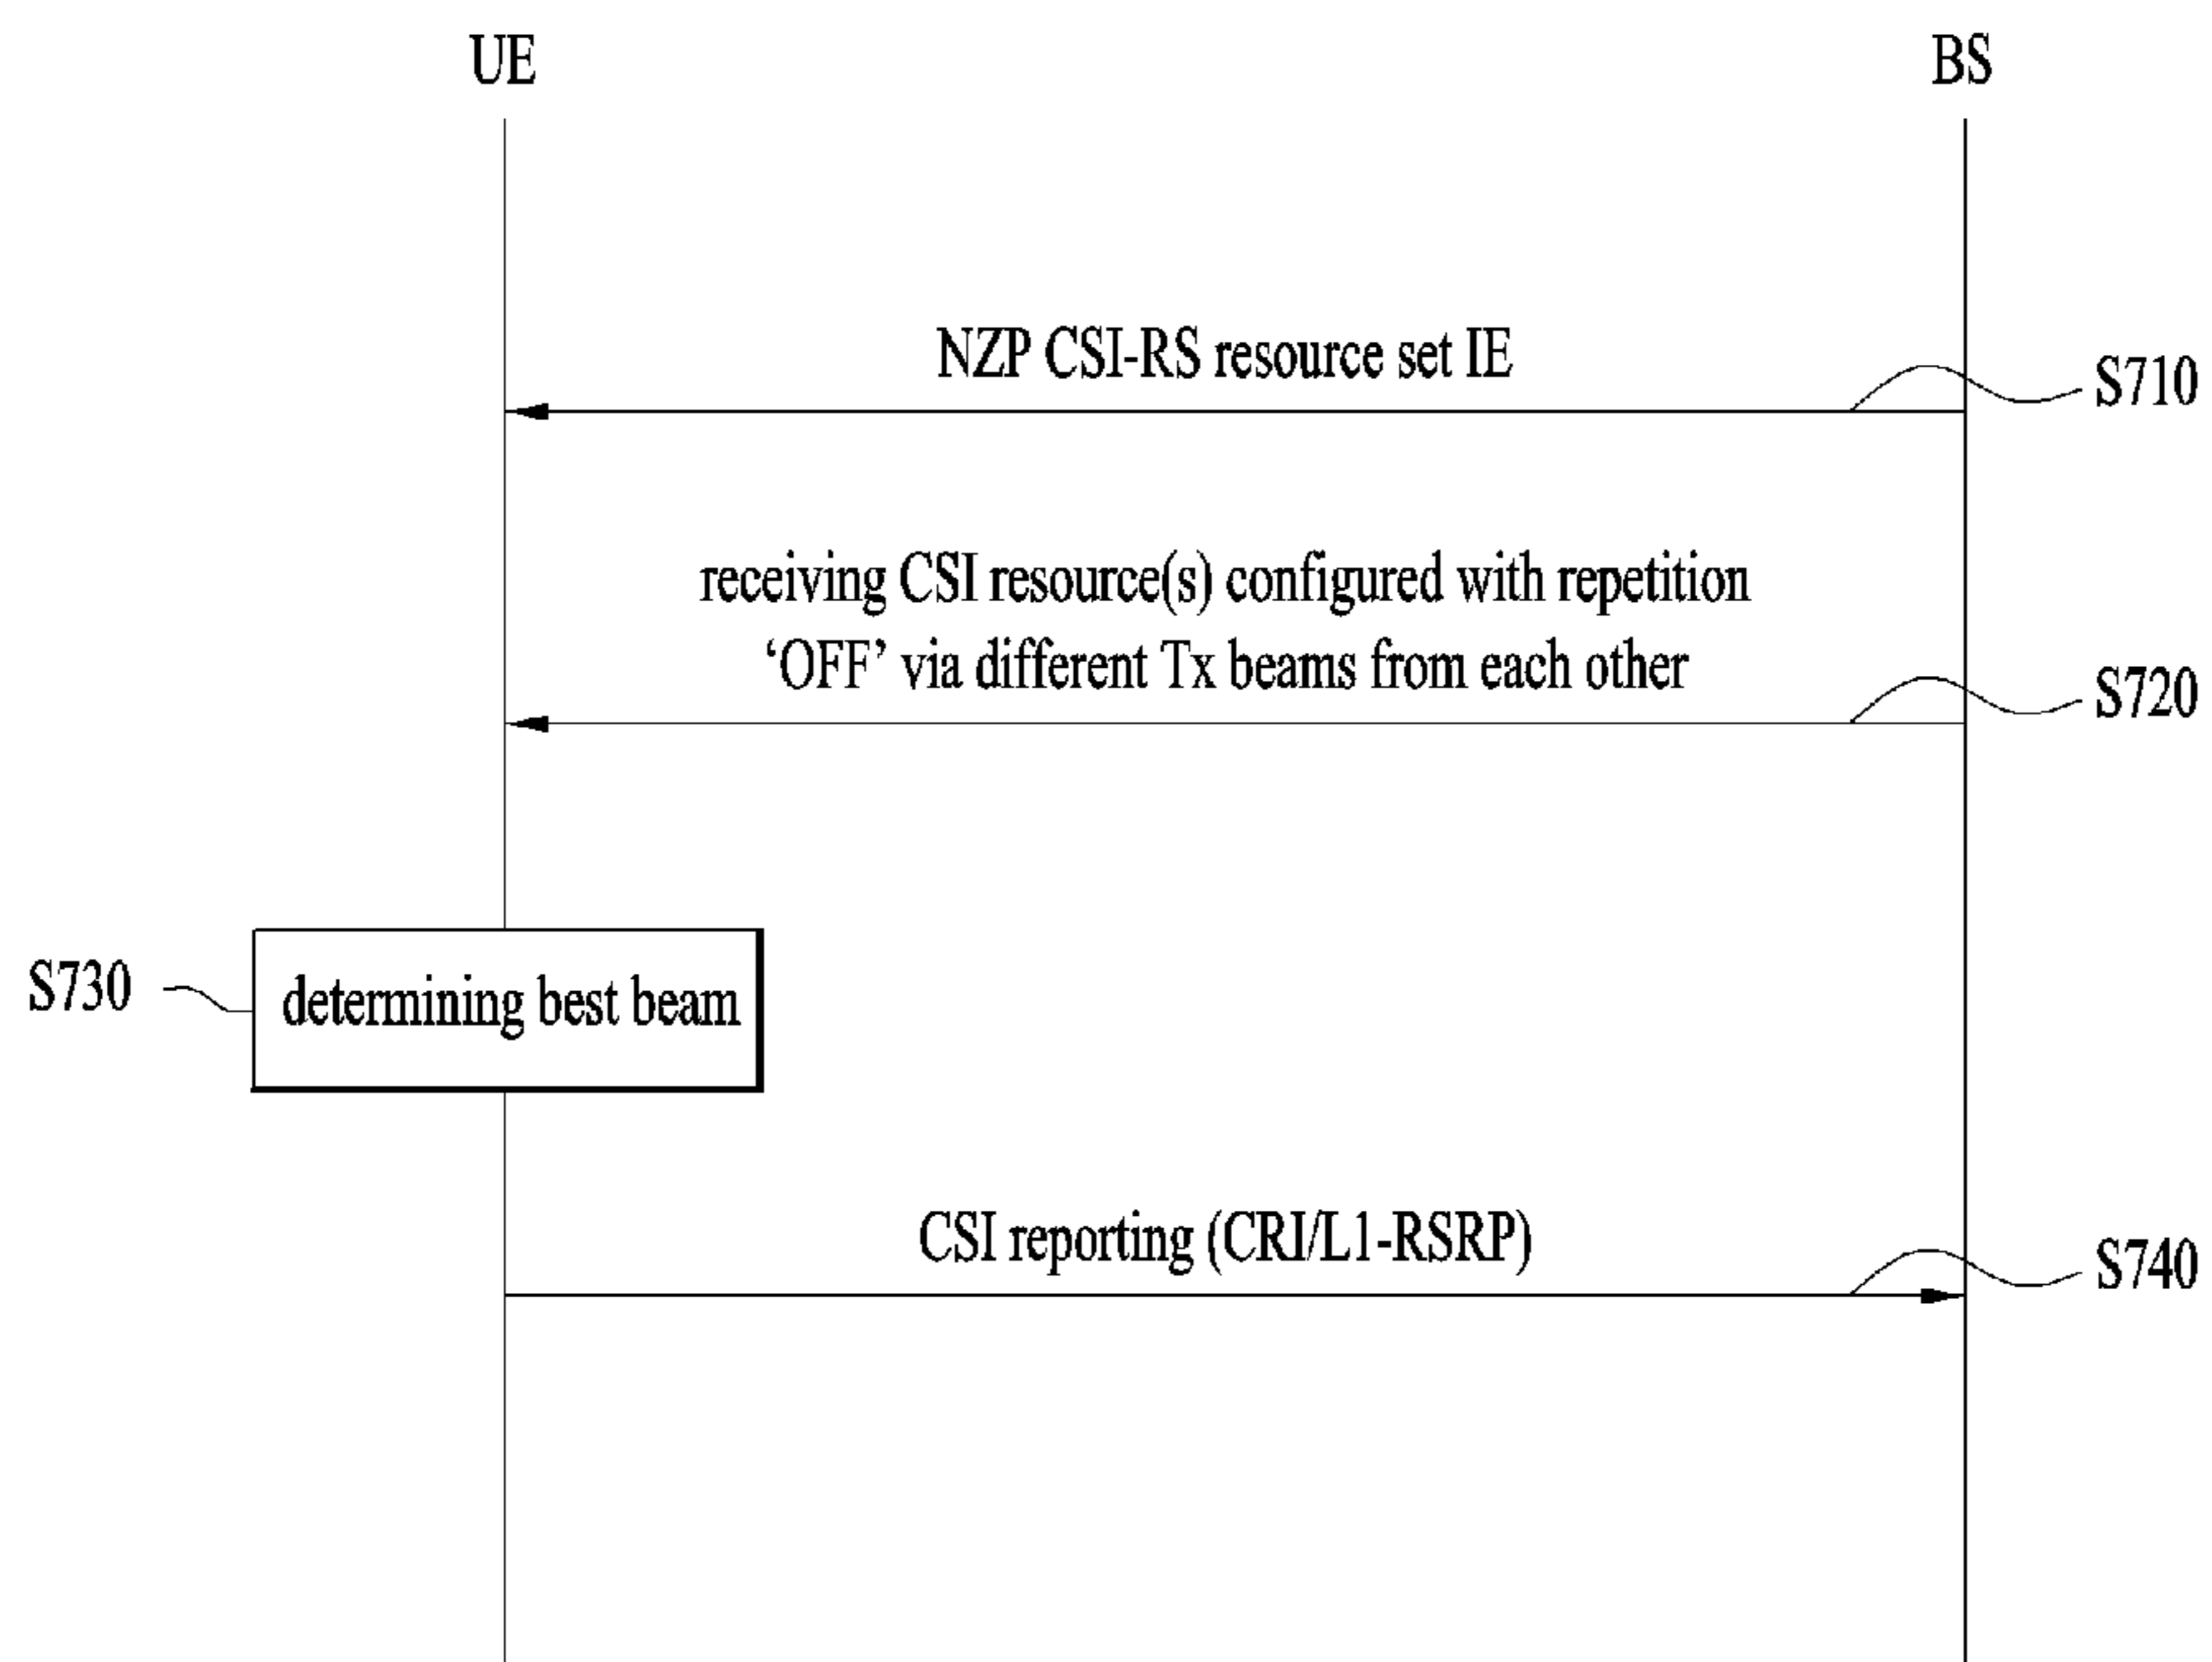 UE
BS
NZP CSI-RS resource set IE
S710
receiving CSI resource(s) configured with repetition
‘OFF’ via different Tx beams from each other
S720
S730
determining best beam
CSI reporting (CRI/L1-RSRP)
S740